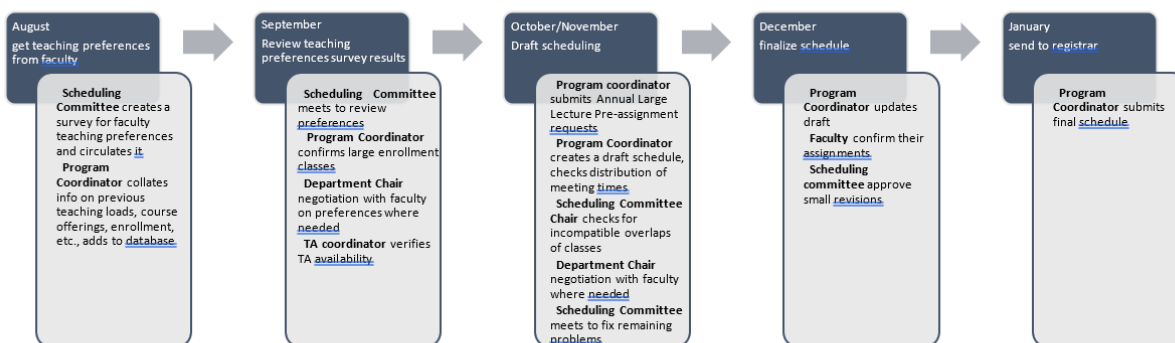 August
get teaching preferences
from faculty
Scheduling
Committee creates a
survey for faculty
teaching preferences
and circulates it
Program
Coordinator collates
info on previous
teaching loads, course
offerings, enrollment,
etc., adds to database
September
Review teaching
preferences survey results
Scheduling Committee
meets to review
preferences
Program Coordinator
confirms large enrollment
classes
Department Chair
negotiation with faculty
on preferences where
needed
TA coordinator verifies
TA availability
October/November
Draft scheduling
Program coordinator
submits Annual Large
Lecture Pre-assignment
requests
Program Coordinator
creates a draft schedule,
checks distribution of
meeting times
Scheduling Committee
Chair checks for
incompatible overlaps
of classes
Department Chair
negotiation with faculty
where needed
Scheduling Committee
meets to fix remaining
problems
December
finalize schedule
Program
Coordinator updates
draft
Faculty confirm their
assignments
Scheduling
committee approve
small revisions
January
send to registrar
Program
Coordinator submits
final schedule